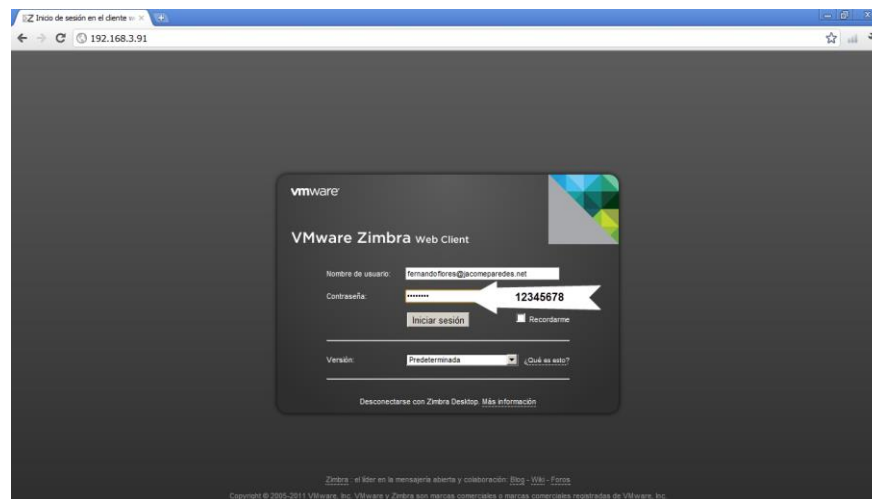 Inicio de sesión en el cliente w
192.168.3.91
vmware
VMware Zimbra Web Client
Nombre de usuario: fernandoflores@jacomeparedes.net
Contraseña: •••••••• 12345678
Iniciar sesión Recordarme
Versión: Predeterminada ¿Qué es esto?
Desconectarse con Zimbra Desktop. Más información
Zimbra : el líder en la mensajería abierta y colaboración: Blog - Wiki - Foros
Copyright © 2005-2011 VMware, Inc. VMware y Zimbra son marcas comerciales o marcas comerciales registradas de VMware, Inc.